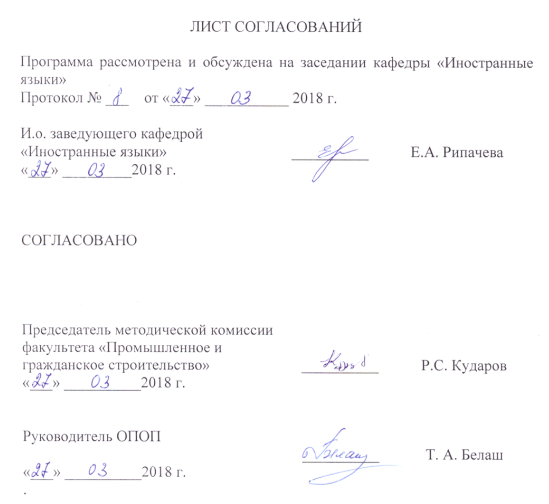 ЛИСТ СОГЛАСОВАНИЙ
Программа рассмотрена и обсуждена на заседании кафедры «Иностранные
языки»
Протокол № 8 от «27» 03 2018 г.
И.о. заведующего кафедрой
«Иностранные языки» Е.А. Рипачева
«27» 03 2018 г.
СОГЛАСОВАНО
Председатель методической комиссии
факультета «Промышленное и
гражданское строительство» Р.С. Кударов
«27» 03 2018 г.
Руководитель ОПОП Белаш Т. А. Белаш
«27» 03 2018 г.